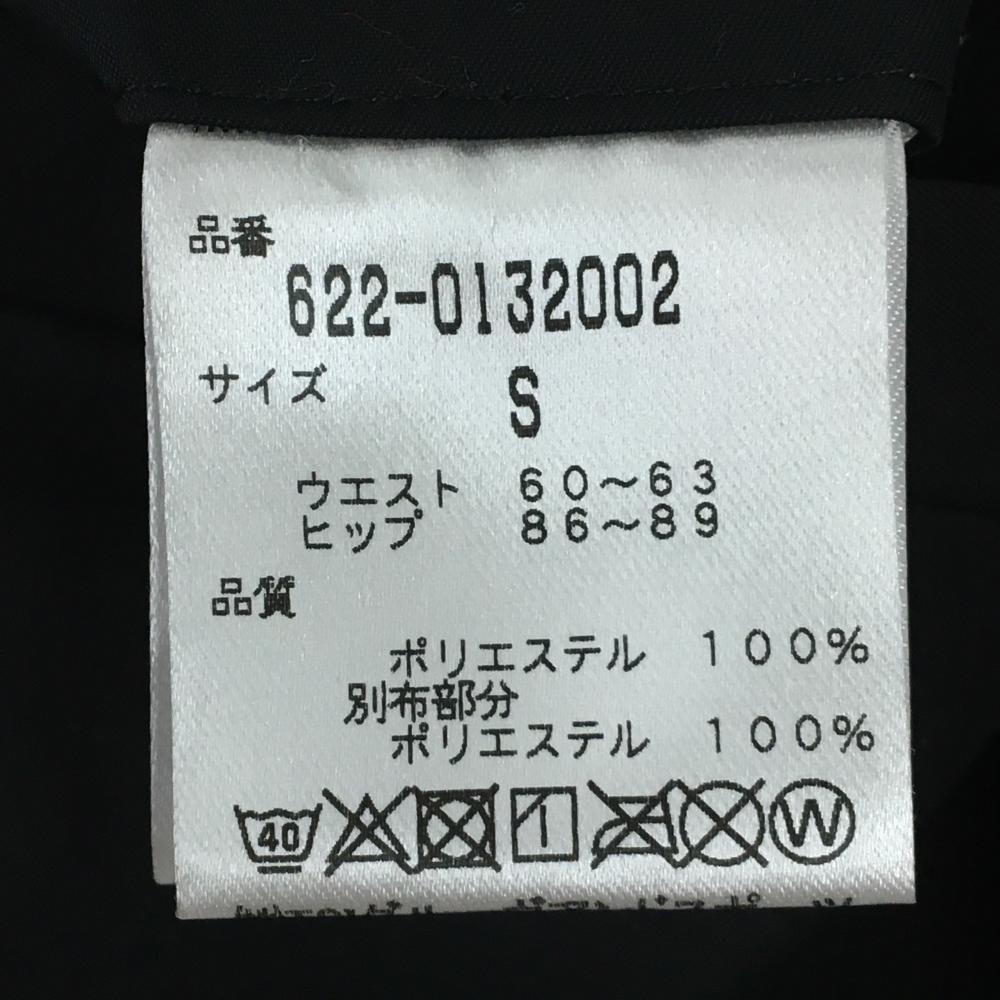 品番
622-0132002
サイズ S
ウエスト 60～63
ヒップ 86～89
品質
ポリエステル 100%
別布部分
ポリエステル 100%
40 W